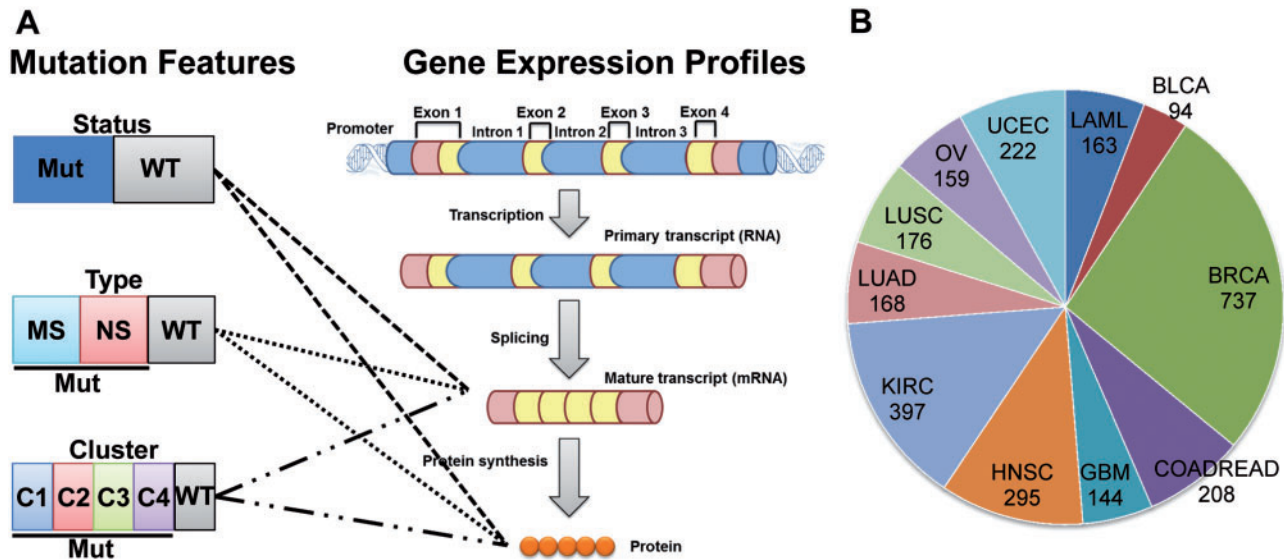 A
Mutation Features
Status
Mut WT
Type
MS NS WT
Mut
Cluster
C1 C2 C3 C4 WT
Mut
Gene Expression Profiles
Exon 1 Exon 2 Exon 3 Exon 4
Promoter
Intron 1 Intron 2 Intron 3
Transcription
Primary transcript (RNA)
Splicing
Mature transcript (mRNA)
Protein synthesis
Protein
B
LAML
163
BLCA
94
BRCA
737
COADREAD
208
GBM
144
HNSC
295
KIRC
397
LUAD
168
LUSC
176
OV
159
UCEC
222